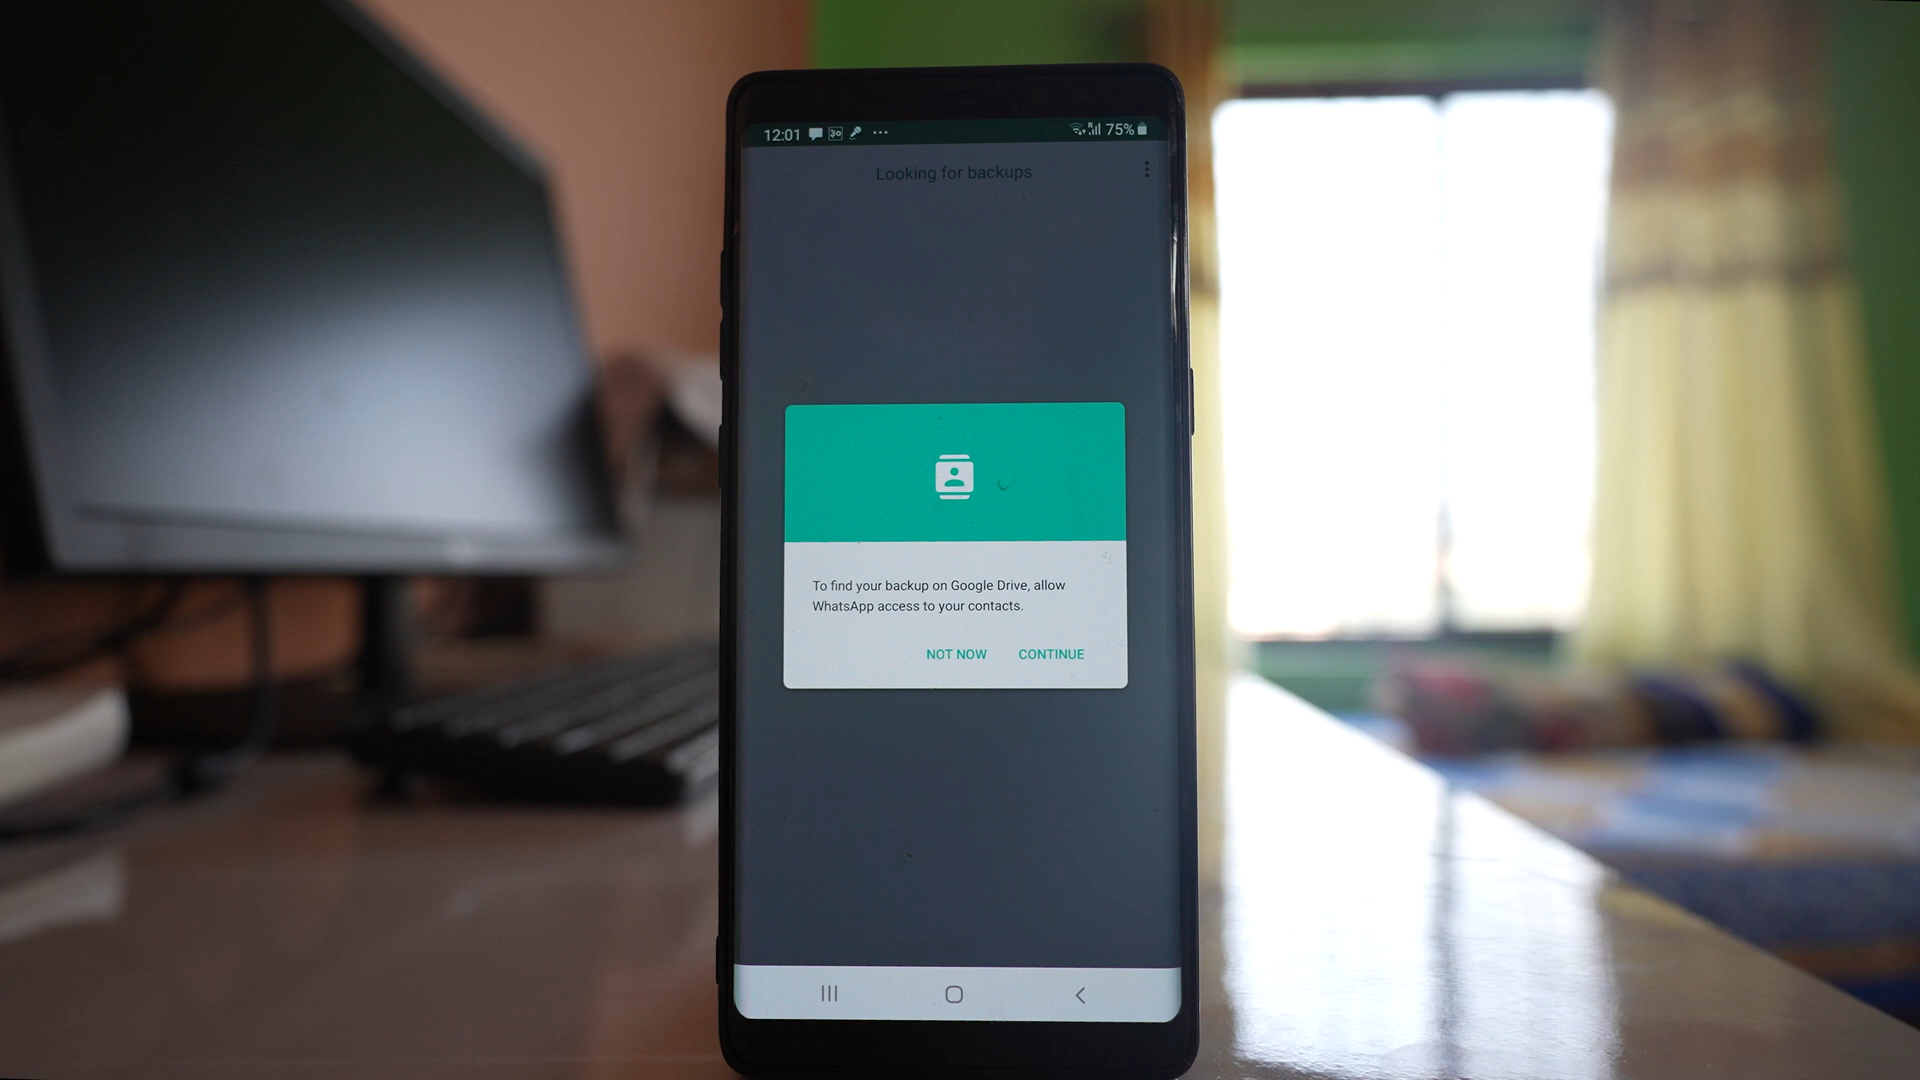 12:01 75%
Looking for backups
To find your backup on Google Drive, allow
WhatsApp access to your contacts.
NOT NOW CONTINUE